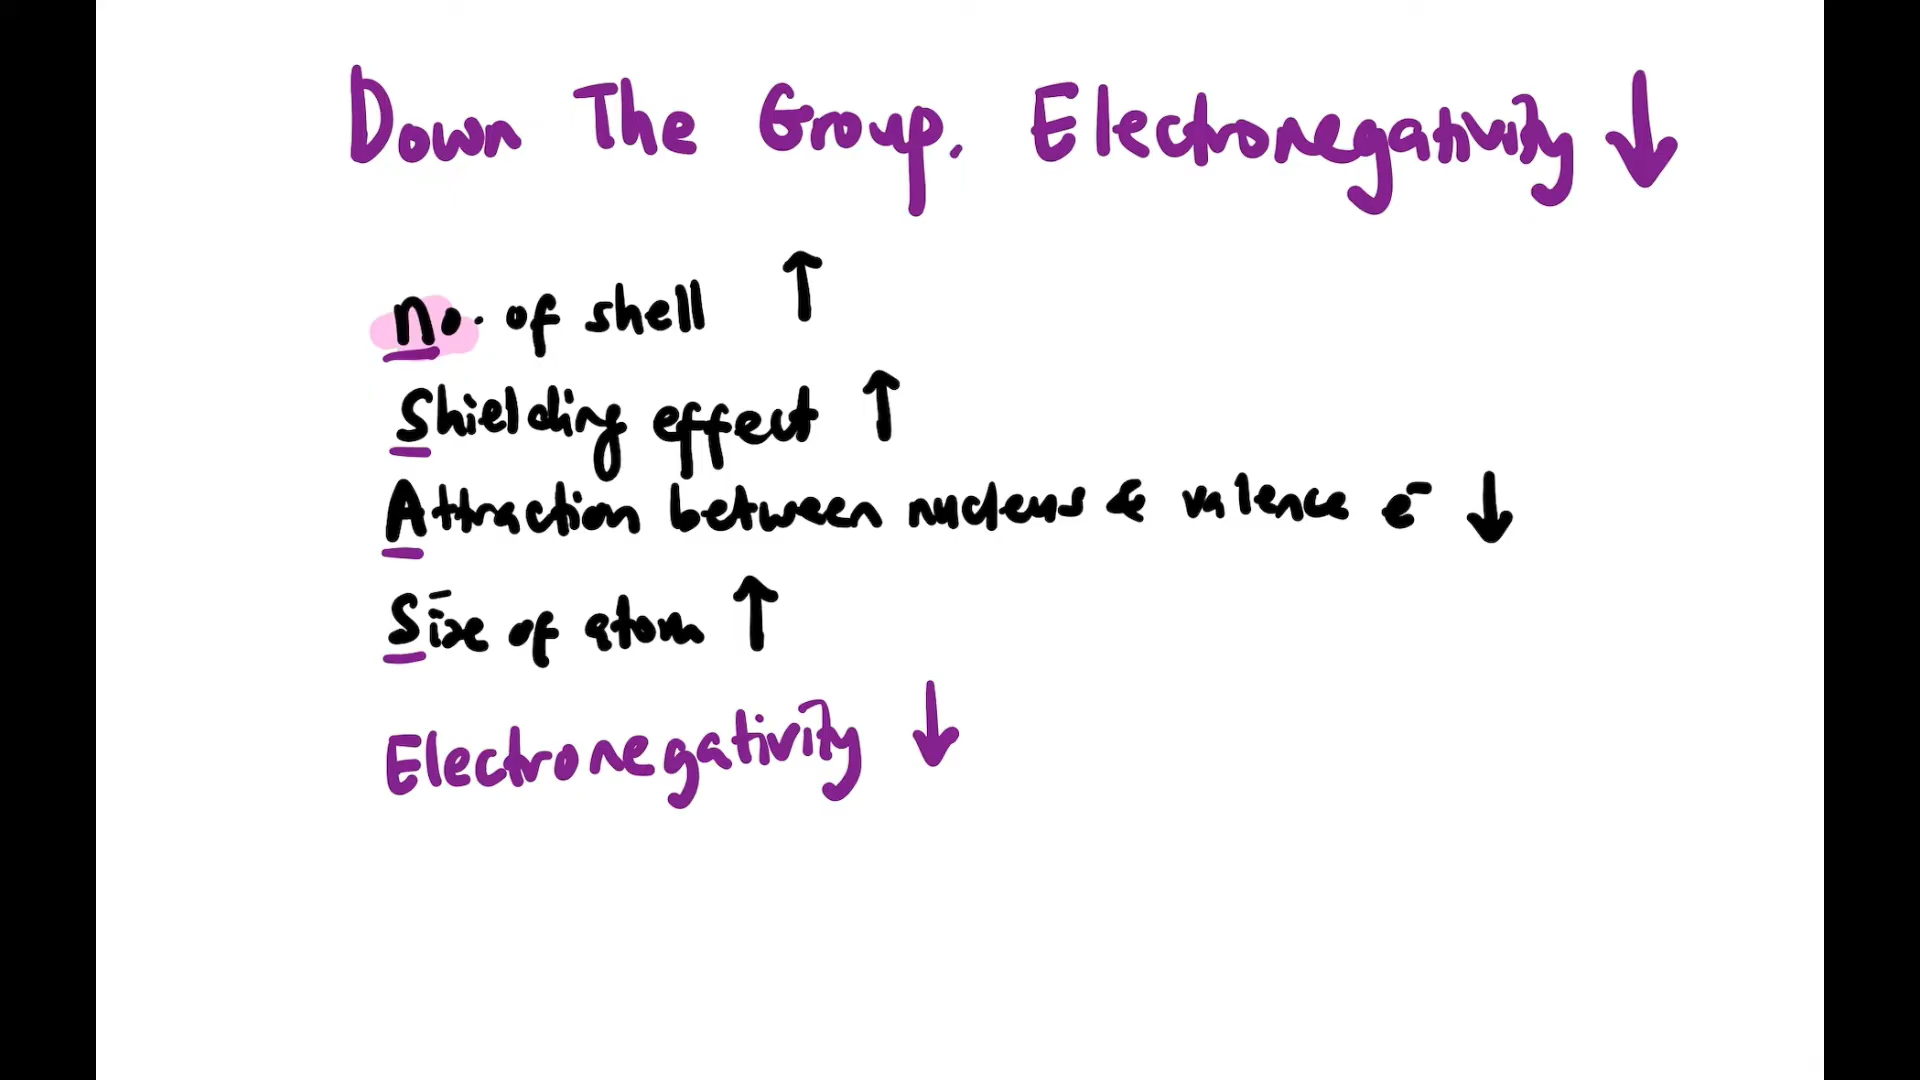 Down The Group, Electronegativity ↓
no. of shell ↑
Shielding effect ↑
Attraction between nucleus & valence e⁻ ↓
Size of atom ↑
Electronegativity ↓